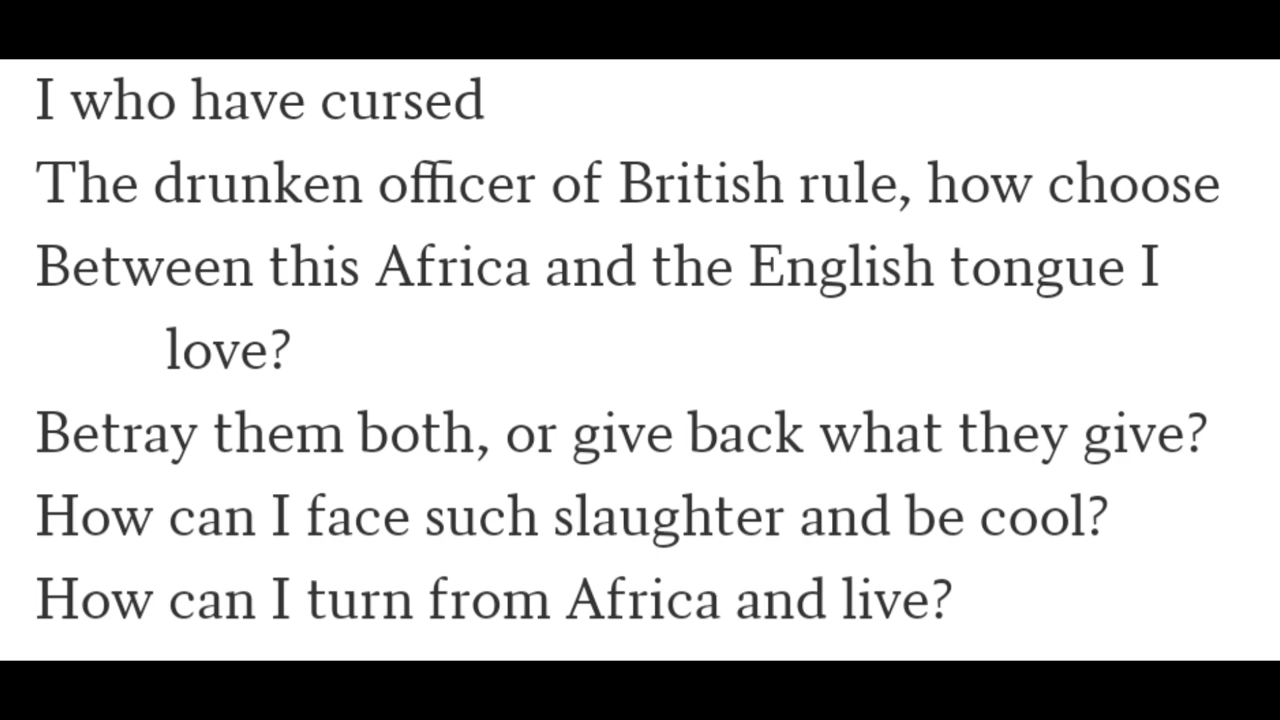 I who have cursed
The drunken officer of British rule, how choose
Between this Africa and the English tongue I
love?
Betray them both, or give back what they give?
How can I face such slaughter and be cool?
How can I turn from Africa and live?